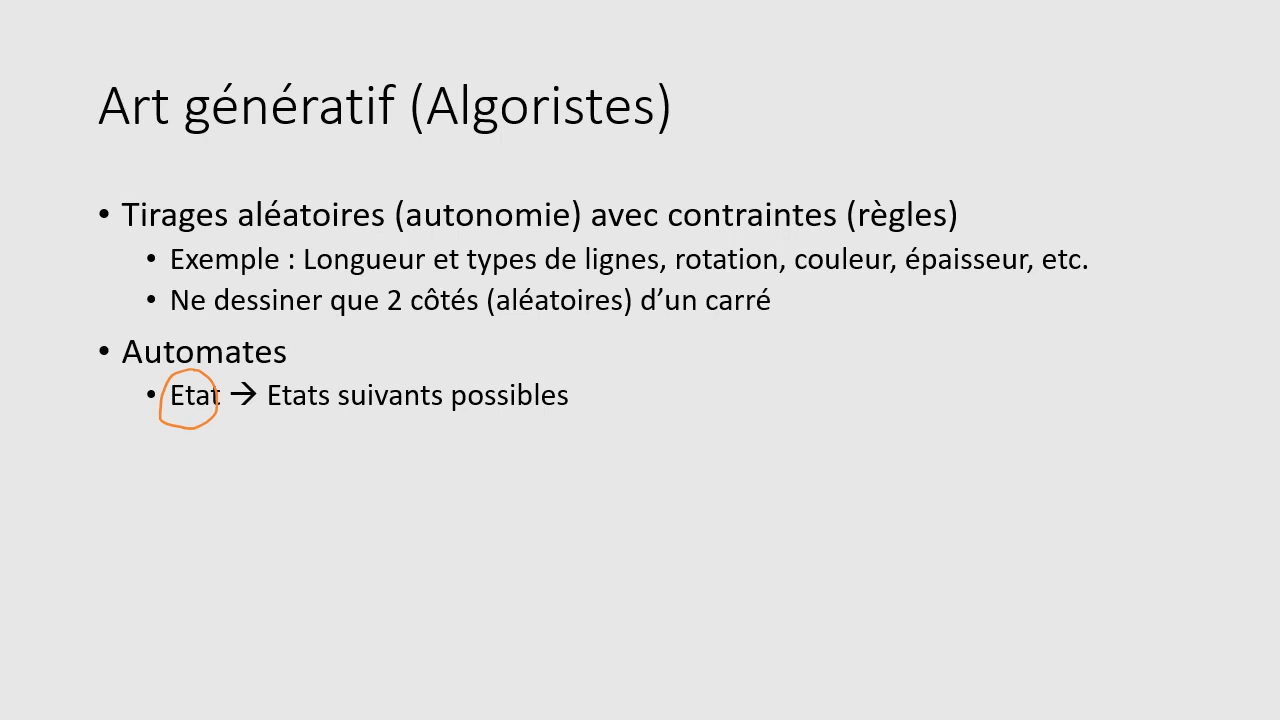 Art génératif (Algoristes)
• Tirages aléatoires (autonomie) avec contraintes (règles)
• Exemple : Longueur et types de lignes, rotation, couleur, épaisseur, etc.
• Ne dessiner que 2 côtés (aléatoires) d’un carré
• Automates
• Etat → Etats suivants possibles